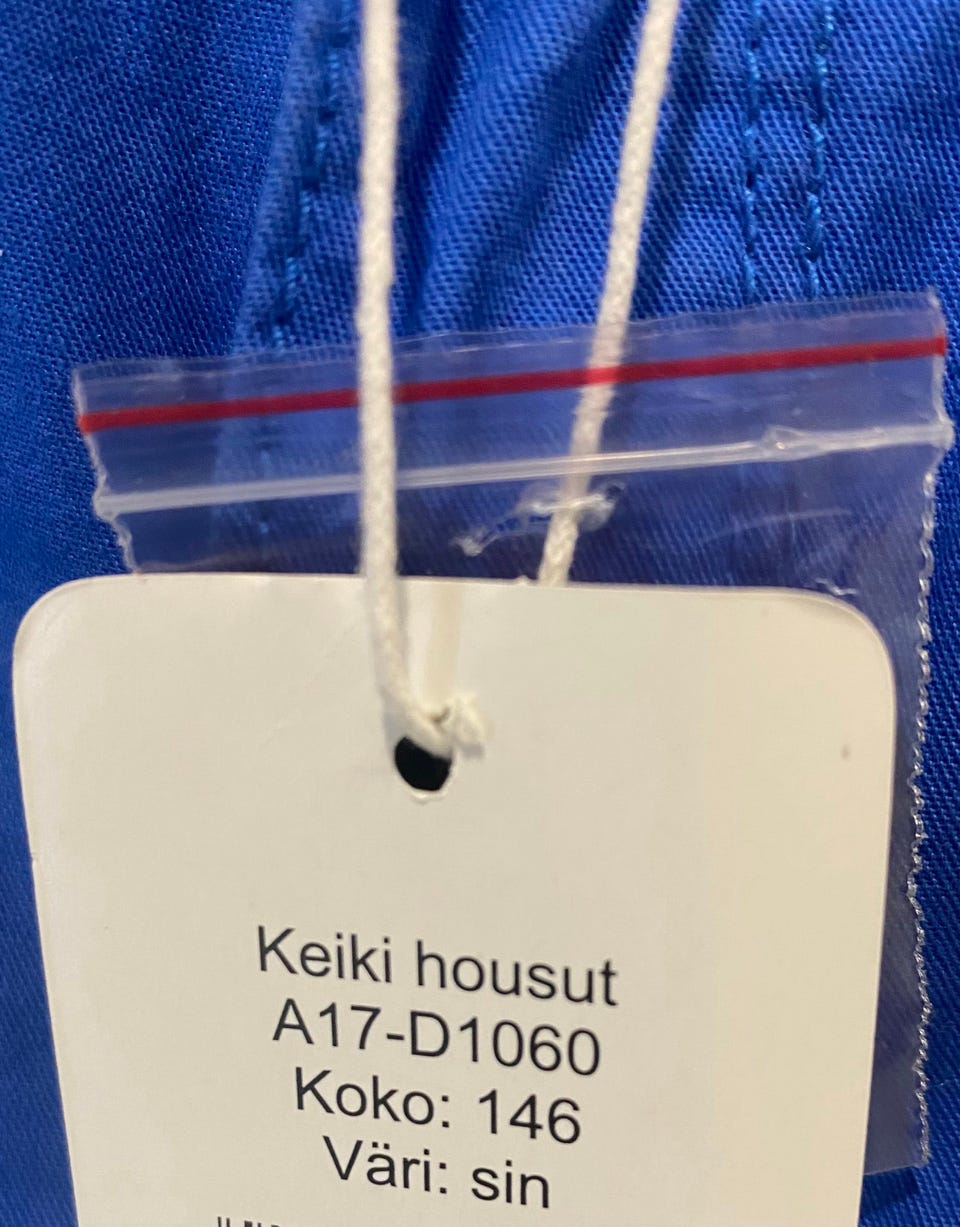 Keiki housut
A17-D1060
Koko: 146
Väri: sin